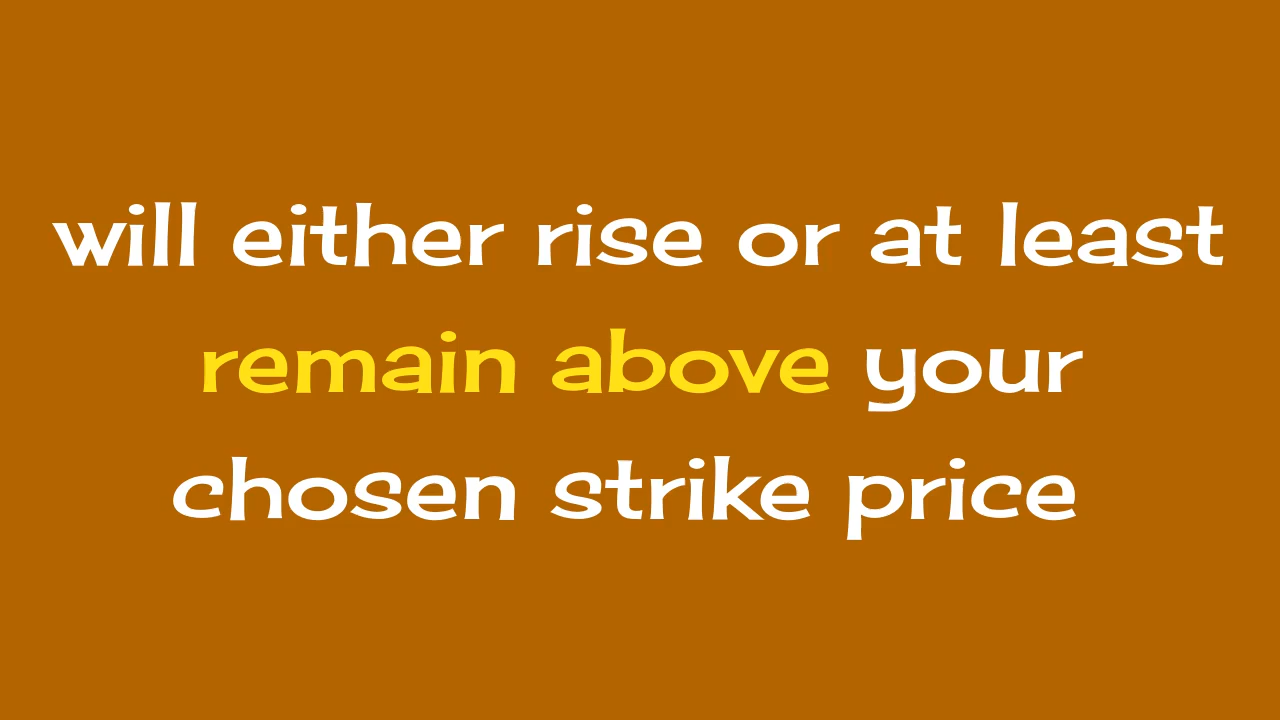 will either rise or at least
remain above your
chosen strike price